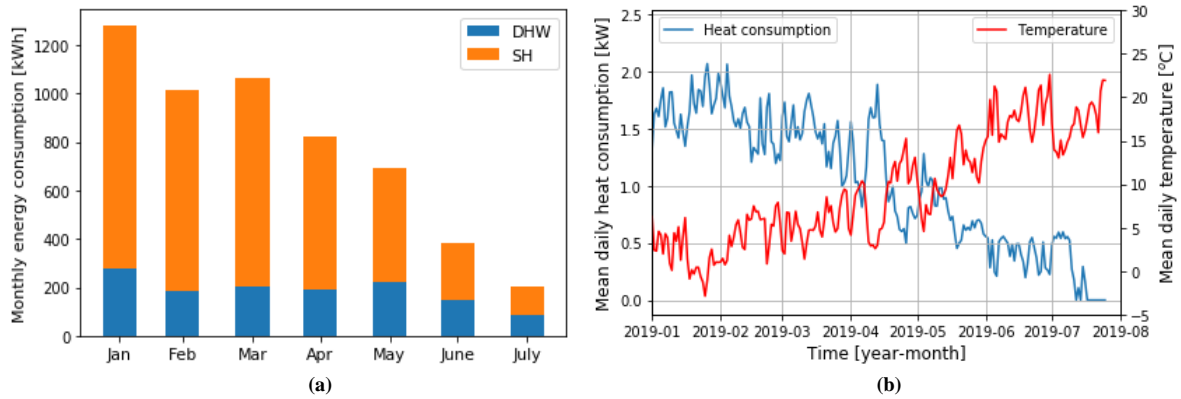 Monthly energy consumption [kWh]
1200
1000
800
600
400
200
0
DHW
SH
Jan Feb Mar Apr May June July
(a)
Mean daily heat consumption [kW]
2.5
2.0
1.5
1.0
0.5
0.0
Heat consumption
Temperature
30
25
20
15
10
5
0
−5
Mean daily temperature [°C]
2019-01 2019-02 2019-03 2019-04 2019-05 2019-06 2019-07 2019-08
Time [year-month]
(b)